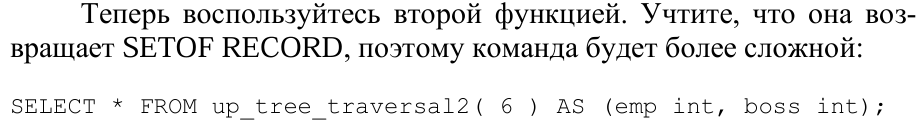 Теперь воспользуйтесь второй функцией. Учтите, что она воз-
вращает SETOF RECORD, поэтому команда будет более сложной:
SELECT * FROM up_tree_traversal2( 6 ) AS (emp int, boss int);